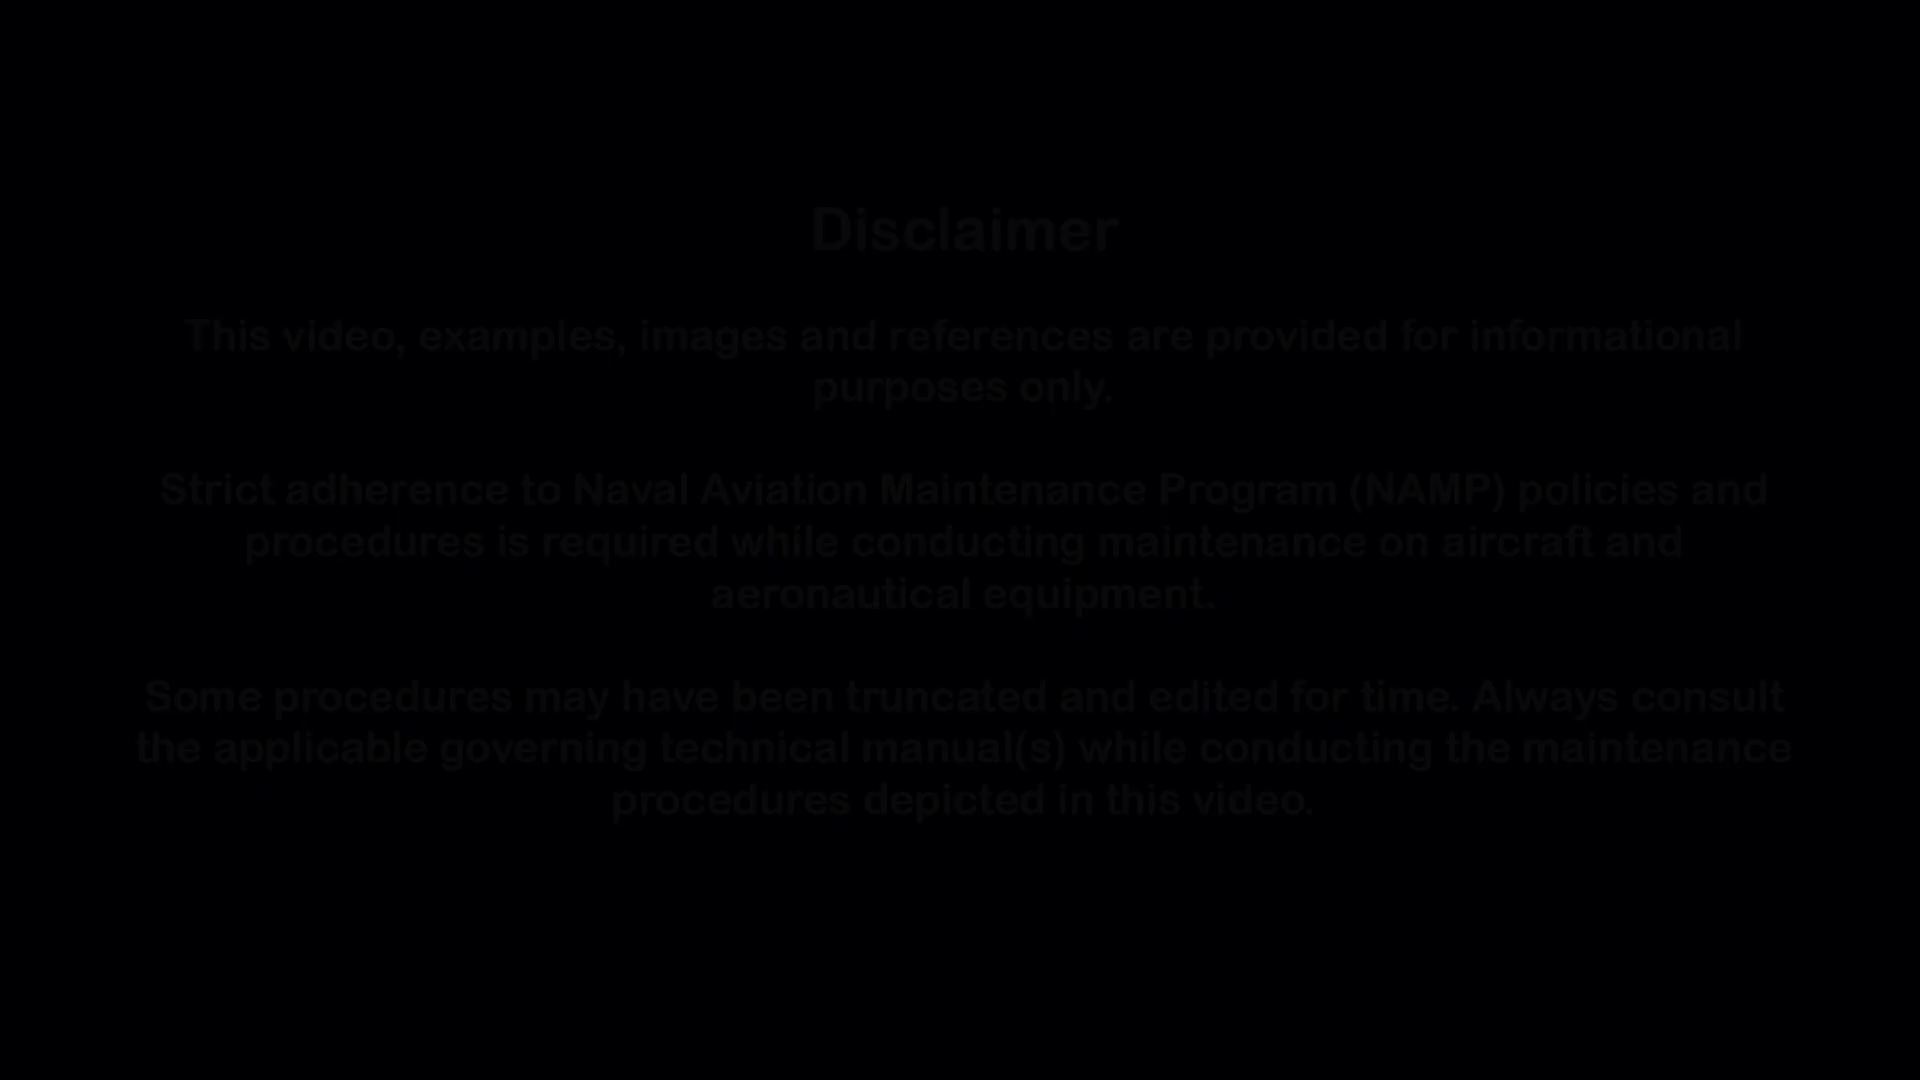 Disclaimer
This video, examples, images and references are provided for informational
purposes only.
Strict adherence to Naval Aviation Maintenance Program (NAMP) policies and
procedures is required while conducting maintenance on aircraft and
aeronautical equipment.
Some procedures may have been truncated and edited for time. Always consult
the applicable governing technical manual(s) while conducting the maintenance
procedures depicted in this video.